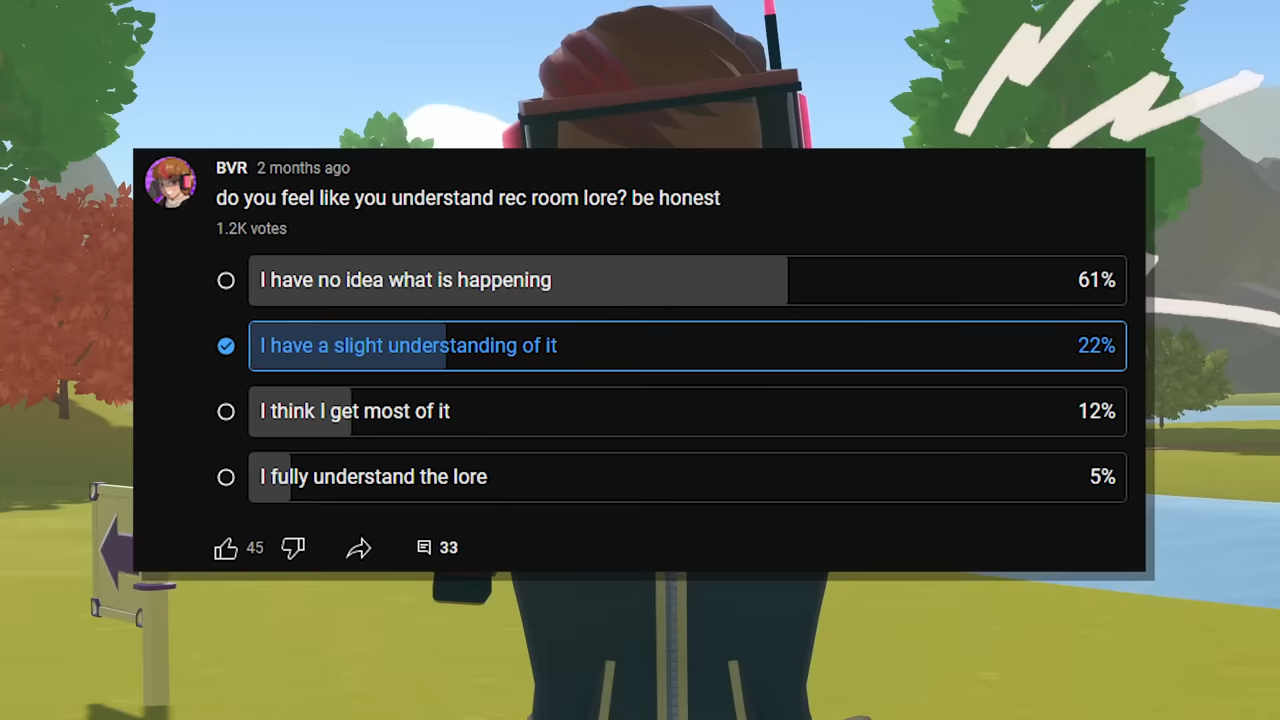 BVR 2 months ago
do you feel like you understand rec room lore? be honest
1.2K votes
I have no idea what is happening 61%
I have a slight understanding of it 22%
I think I get most of it 12%
I fully understand the lore 5%
45 33